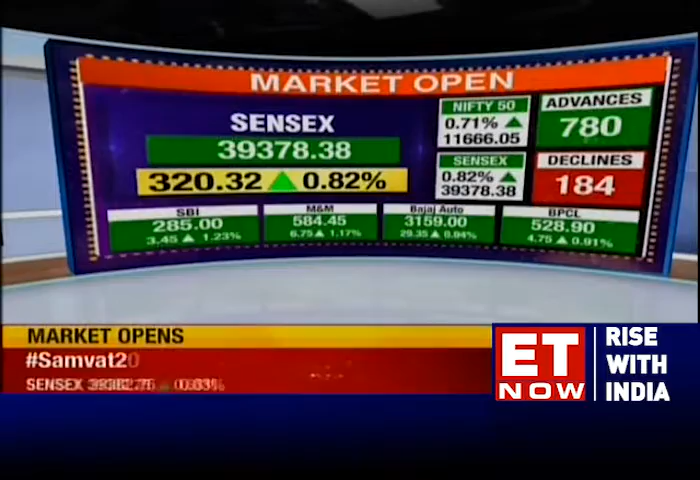 MARKET OPEN
SENSEX
39378.38
320.32 ▲ 0.82%
NIFTY 50
0.71% ▲
11666.05
SENSEX
0.82% ▲
39378.38
ADVANCES
780
DECLINES
184
SBI
285.00
3.45 ▲ 1.23%
M&M
584.45
6.75 ▲ 1.17%
Bajaj Auto
3159.00
29.35 ▲ 0.94%
BPCL
528.90
4.75 ▲ 0.91%
MARKET OPENS
#Samvat20
SENSEX
ET
NOW
RISE
WITH
INDIA